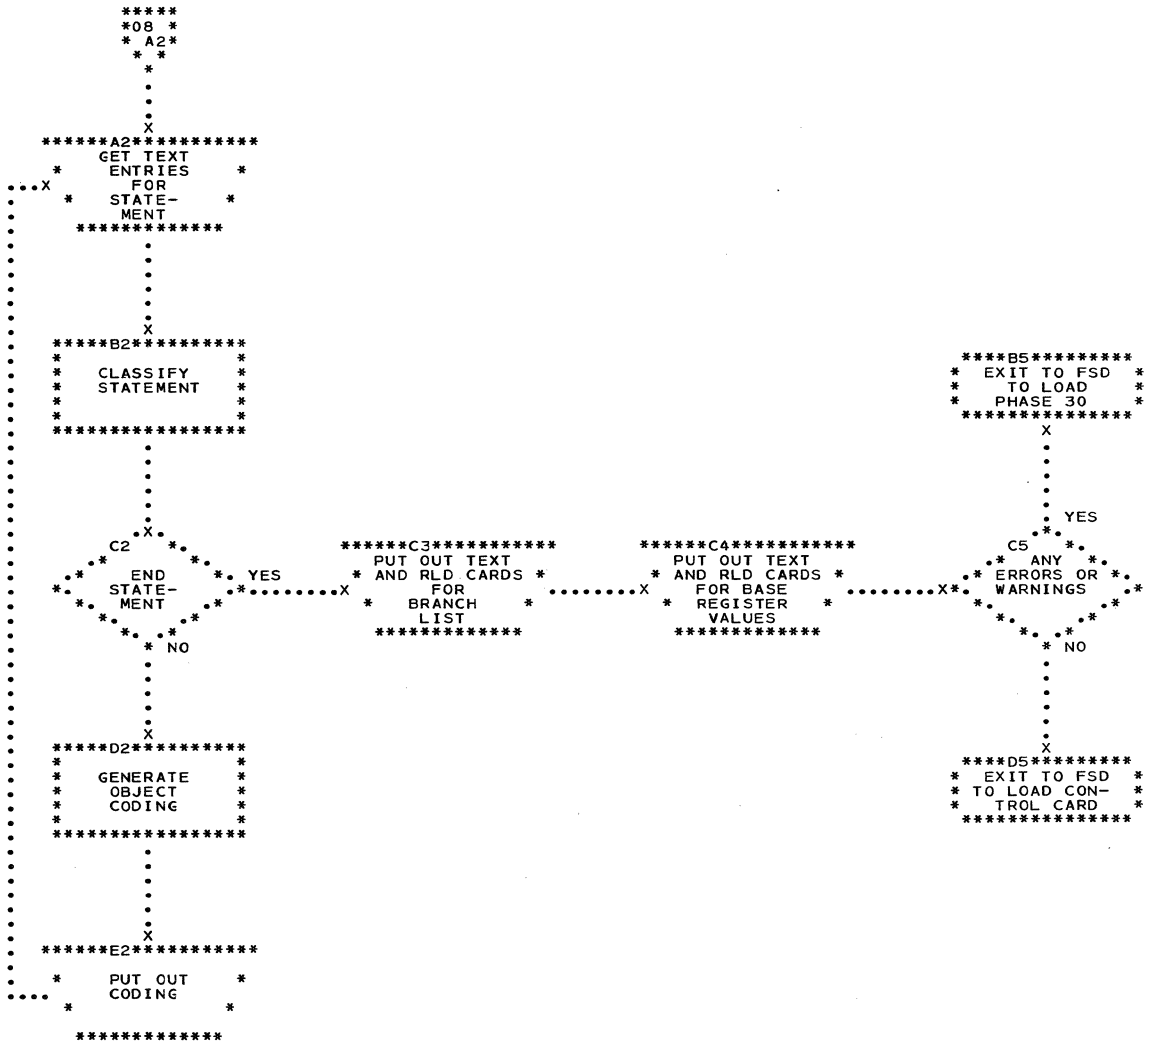 08
A2
A2
GET TEXT
ENTRIES
FOR
STATE-
MENT
B2
CLASSIFY
STATEMENT
B5
EXIT TO FSD
TO LOAD
PHASE 30
C2
END
STATE-
MENT
YES
NO
C3
PUT OUT TEXT
AND RLD CARDS
FOR
BRANCH
LIST
C4
PUT OUT TEXT
AND RLD CARDS
FOR BASE
REGISTER
VALUES
YES
C5
ANY
ERRORS OR
WARNINGS
NO
D2
GENERATE
OBJECT
CODING
D5
EXIT TO FSD
TO LOAD CON-
TROL CARD
E2
PUT OUT
CODING